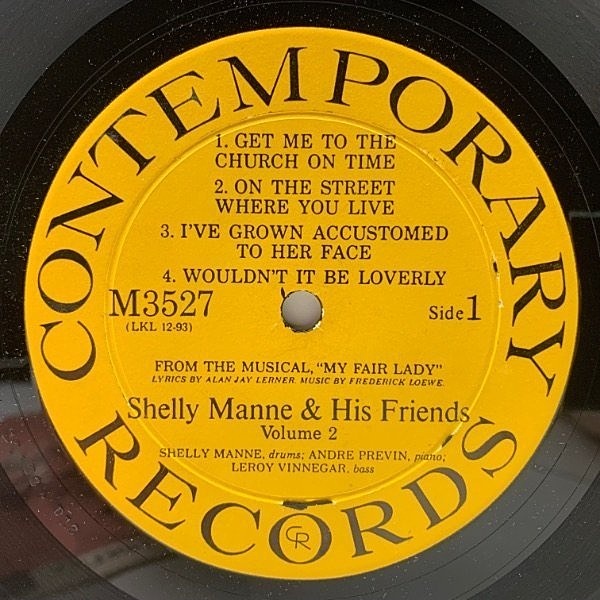 CONTEMPORARY
1. GET ME TO THE
CHURCH ON TIME
2. ON THE STREET
WHERE YOU LIVE
3. I'VE GROWN ACCUSTOMED
TO HER FACE
4. WOULDN'T IT BE LOVERLY
M3527
(LKL 12-93)
Side 1
FROM THE MUSICAL, "MY FAIR LADY"
LYRICS BY ALAN JAY LERNER. MUSIC BY FREDERICK LOEWE.
Shelly Manne & His Friends
Volume 2
SHELLY MANNE, drums; ANDRE PREVIN, piano;
LEROY VINNEGAR, bass
CR
RECORDS